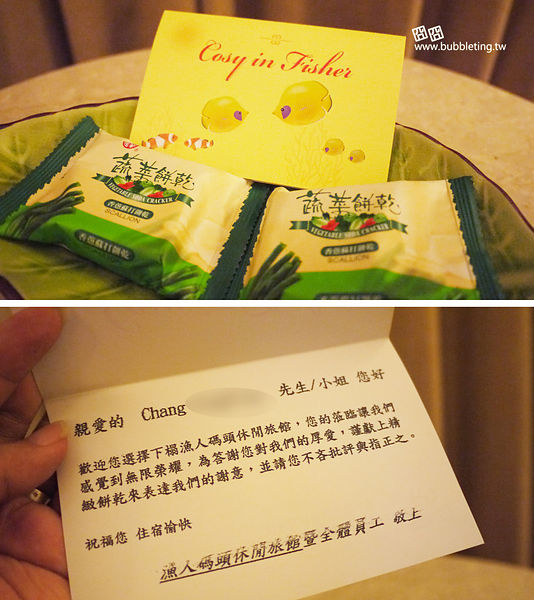 囧囧
www.bubbleting.tw
Cosy in Fisher
蔬菜餅乾
VEGETABLE SODA CRACKER
香蔥蘇打餅乾
SCALLION
蔬菜餅乾
VEGETABLE SODA CRACKER
香蔥蘇打餅乾
SCALLION
親愛的 Chang 先生/小姐 您好
歡迎您選擇下榻漁人碼頭休閒旅館,您的蒞臨讓我們
感覺到無限榮耀,為答謝您對我們的厚愛,謹獻上精
緻餅乾來表達我們的謝意,並請您不吝批評與指正之。
祝福您 住宿愉快
漁人碼頭休閒旅館暨全體員工 敬上